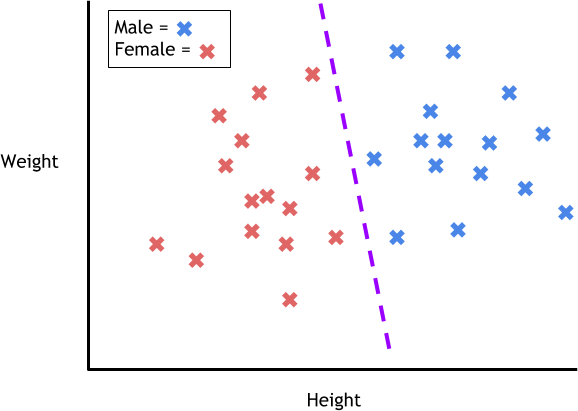 Male =
Female =
Weight
Height